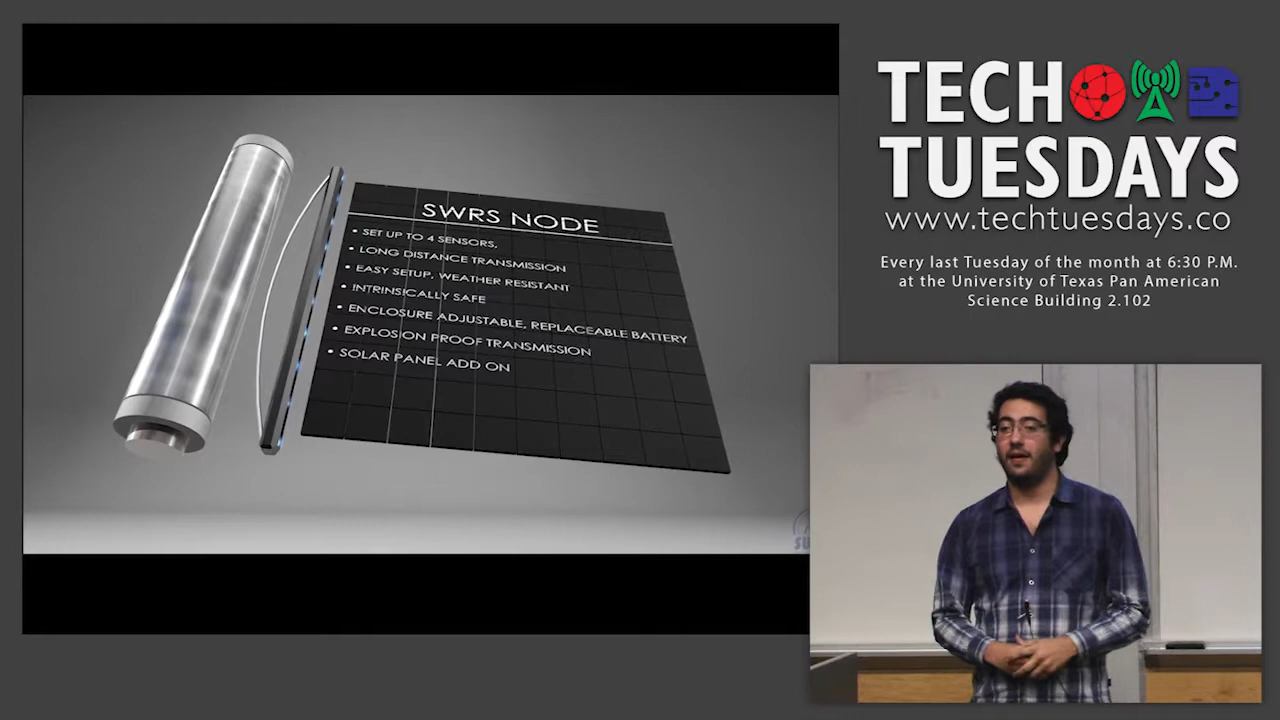 SWRS NODE
• SET UP TO 4 SENSORS,
• LONG DISTANCE TRANSMISSION
• EASY SETUP, WEATHER RESISTANT
• INTRINSICALLY SAFE
• ENCLOSURE ADJUSTABLE, REPLACEABLE BATTERY
• EXPLOSION PROOF TRANSMISSION
• SOLAR PANEL ADD ON
TECH
TUESDAYS
www.techtuesdays.co
Every last Tuesday of the month at 6:30 P.M.
at the University of Texas Pan American
Science Building 2.102